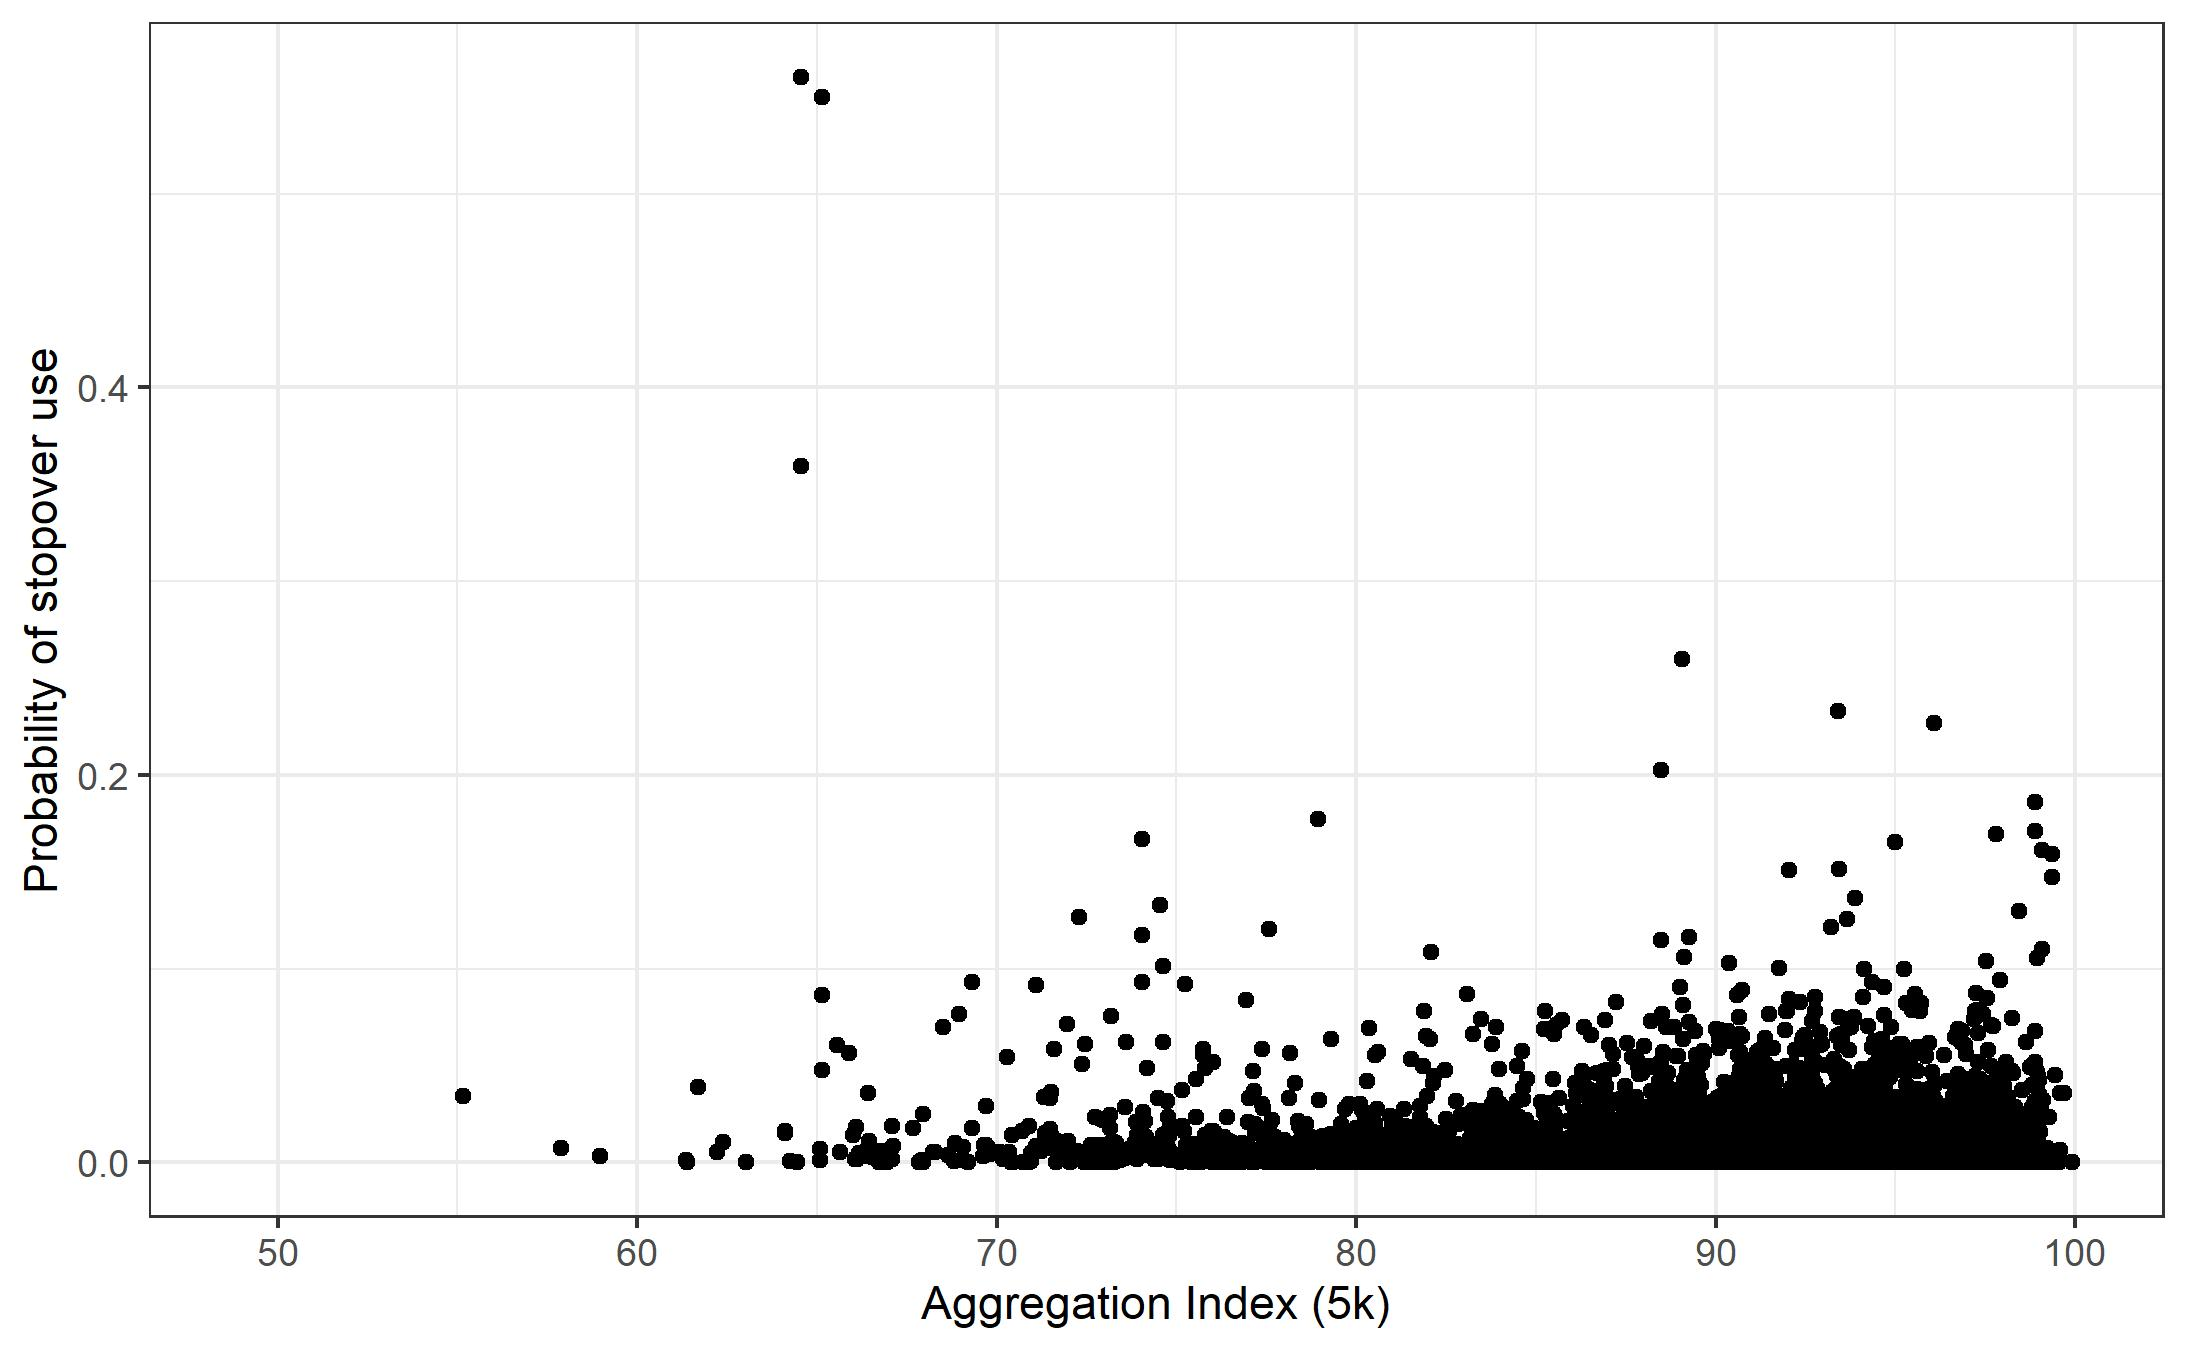 Probability of stopover use
0.4
0.2
0.0
50 60 70 80 90 100
Aggregation Index (5k)